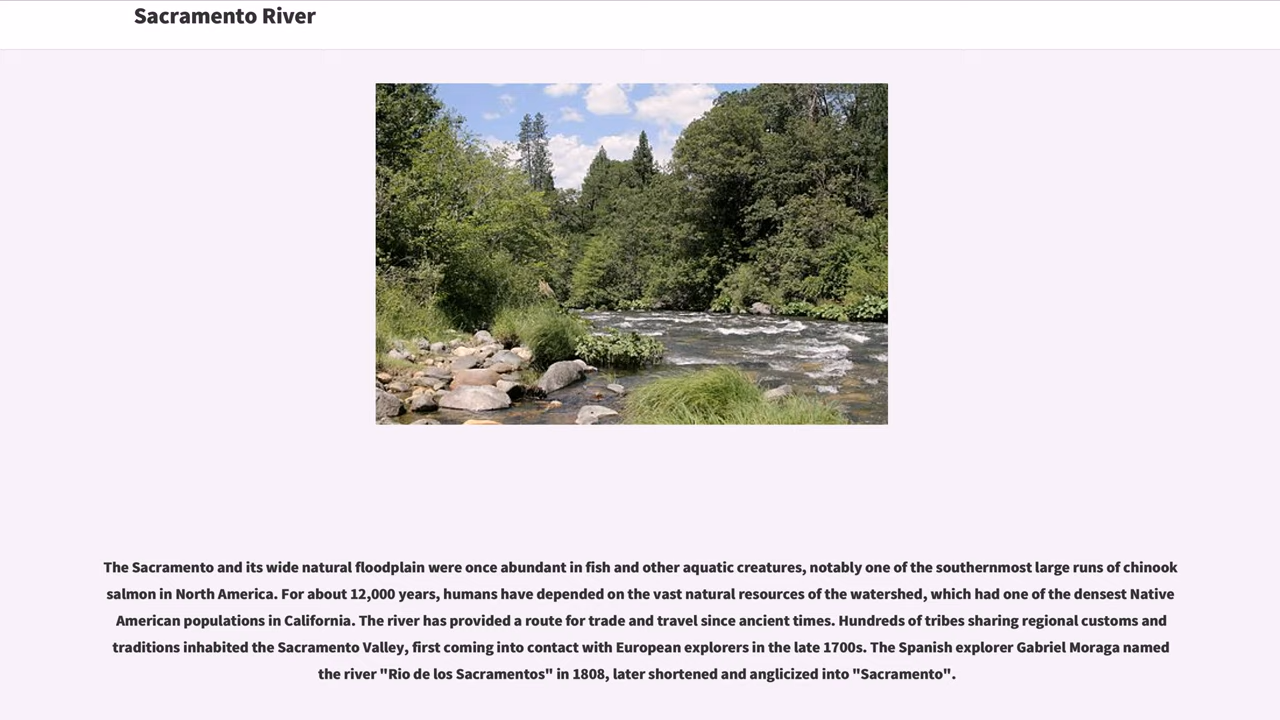 Sacramento River
The Sacramento and its wide natural floodplain were once abundant in fish and other aquatic creatures, notably one of the southernmost large runs of chinook
salmon in North America. For about 12,000 years, humans have depended on the vast natural resources of the watershed, which had one of the densest Native
American populations in California. The river has provided a route for trade and travel since ancient times. Hundreds of tribes sharing regional customs and
traditions inhabited the Sacramento Valley, first coming into contact with European explorers in the late 1700s. The Spanish explorer Gabriel Moraga named
the river "Rio de los Sacramentos" in 1808, later shortened and anglicized into "Sacramento".